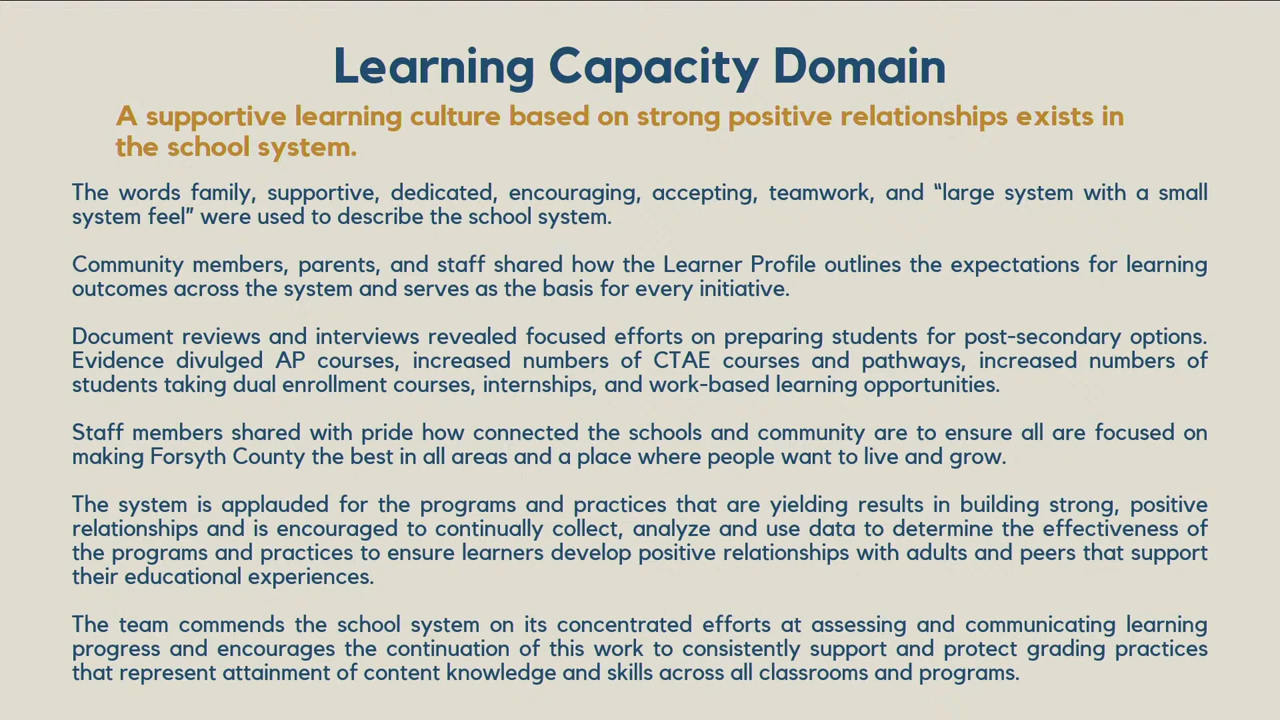 Learning Capacity Domain
A supportive learning culture based on strong positive relationships exists in
the school system.
The words family, supportive, dedicated, encouraging, accepting, teamwork, and “large system with a small
system feel” were used to describe the school system.
Community members, parents, and staff shared how the Learner Profile outlines the expectations for learning
outcomes across the system and serves as the basis for every initiative.
Document reviews and interviews revealed focused efforts on preparing students for post-secondary options.
Evidence divulged AP courses, increased numbers of CTAE courses and pathways, increased numbers of
students taking dual enrollment courses, internships, and work-based learning opportunities.
Staff members shared with pride how connected the schools and community are to ensure all are focused on
making Forsyth County the best in all areas and a place where people want to live and grow.
The system is applauded for the programs and practices that are yielding results in building strong, positive
relationships and is encouraged to continually collect, analyze and use data to determine the effectiveness of
the programs and practices to ensure learners develop positive relationships with adults and peers that support
their educational experiences.
The team commends the school system on its concentrated efforts at assessing and communicating learning
progress and encourages the continuation of this work to consistently support and protect grading practices
that represent attainment of content knowledge and skills across all classrooms and programs.